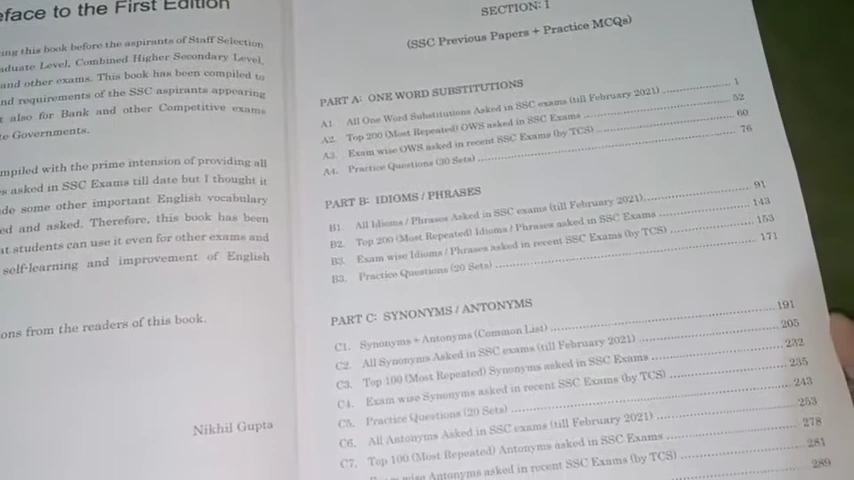 eface to the First Edition
ing this book before the aspirants of Staff Selection
aduate Level, Combined Higher Secondary Level,
and other exams. This book has been compiled to
nd requirements of the SSC aspirants appearing
t also for Bank and other Competitive exams
te Governments.
mpiled with the prime intension of providing all
s asked in SSC Exams till date but I thought it
de some other important English vocabulary
ed and asked. Therefore, this book has been
at students can use it even for other exams and
self-learning and improvement of English
ons from the readers of this book.
Nikhil Gupta
SECTION: I
(SSC Previous Papers + Practice MCQs)
PART A: ONE WORD SUBSTITUTIONS
A1. All One Word Substitutions Asked in SSC exams (till February 2021) 1
A2. Top 200 (Most Repeated) OWS asked in SSC Exams 52
A3. Exam wise OWS asked in recent SSC Exams (by TCS) 60
A4. Practice Questions (30 Sets) 76
PART B: IDIOMS / PHRASES
B1. All Idioms / Phrases Asked in SSC exams (till February 2021) 91
B2. Top 200 (Most Repeated) Idioms / Phrases asked in SSC Exams 143
B3. Exam wise Idioms / Phrases asked in recent SSC Exams (by TCS) 153
B3. Practice Questions (20 Sets) 171
PART C: SYNONYMS / ANTONYMS
C1. Synonyms + Antonyms (Common List) 191
C2. All Synonyms Asked in SSC exams (till February 2021) 205
C3. Top 100 (Most Repeated) Synonyms asked in SSC Exams 232
C4. Exam wise Synonyms asked in recent SSC Exams (by TCS) 235
C5. Practice Questions (20 Sets) 243
C6. All Antonyms Asked in SSC exams (till February 2021) 253
C7. Top 100 (Most Repeated) Antonyms asked in SSC Exams 278
wise Antonyms asked in recent SSC Exams (by TCS) 281
289